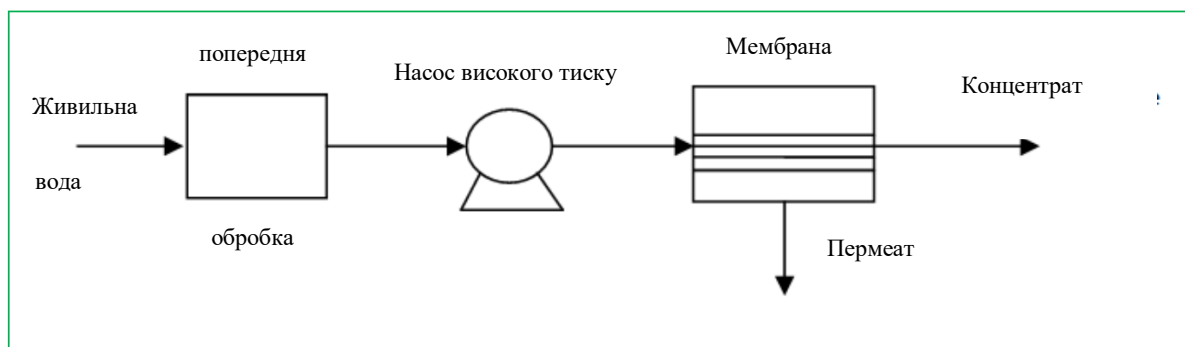 Живильна
вода
попередня
обробка
Насос високого тиску
Мембрана
Концентрат
Пермеат